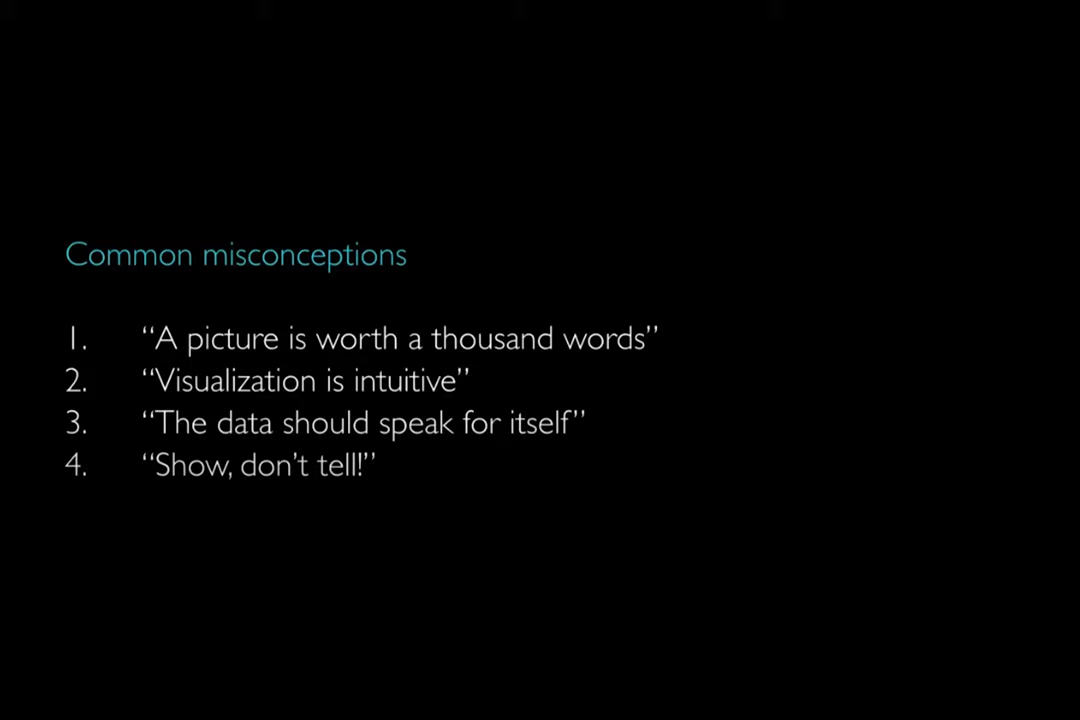 Common misconceptions
1. “A picture is worth a thousand words”
2. “Visualization is intuitive”
3. “The data should speak for itself”
4. “Show, don’t tell!”